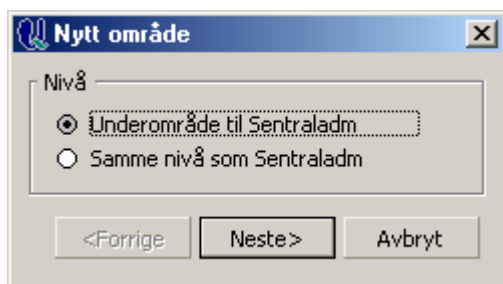 Nytt område
Nivå
Underområde til Sentraladm
Samme nivå som Sentraladm
<Forrige
Neste>
Avbryt